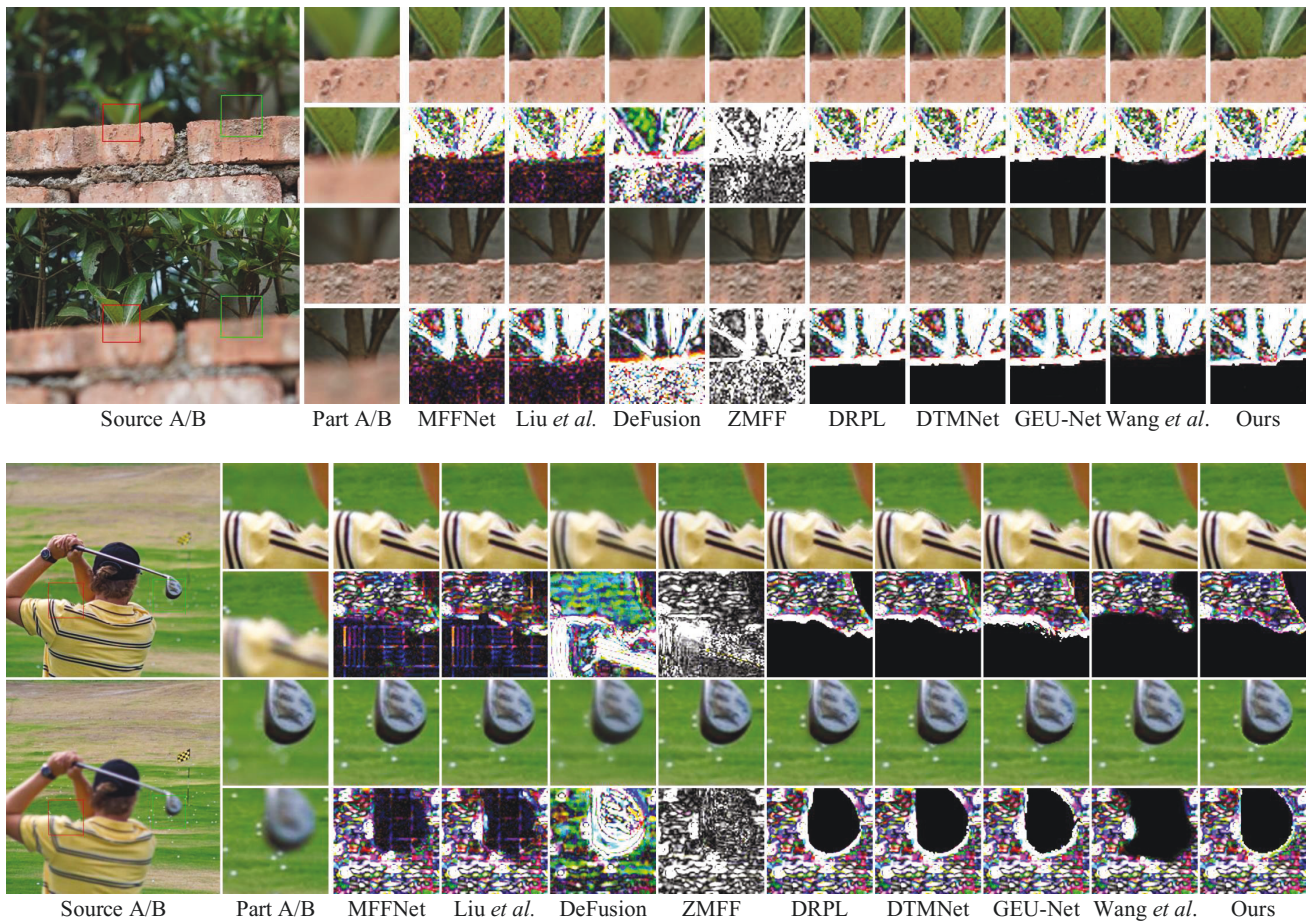 Source A/B Part A/B MFFNet Liu et al. DeFusion ZMFF DRPL DTMNet GEU-Net Wang et al. Ours
Source A/B Part A/B MFFNet Liu et al. DeFusion ZMFF DRPL DTMNet GEU-Net Wang et al. Ours